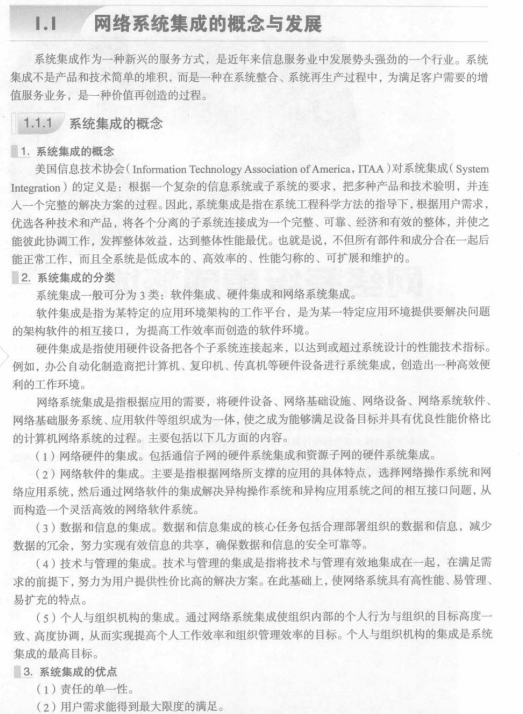 1.1 网络系统集成的概念与发展
系统集成作为一种新兴的服务方式，是近年来信息服务业中发展势头强劲的一个行业。系统
集成不是产品和技术简单的堆积，而是一种在系统整合、系统再生产过程中，为满足客户需要的增
值服务业务，是一种价值再创造的过程。
1.1.1 系统集成的概念
1. 系统集成的概念
美国信息技术协会（Information Technology Association of America，ITAA）对系统集成（System
Integration）的定义是：根据一个复杂的信息系统或子系统的要求，把多种产品和技术验明，并连
入一个完整的解决方案的过程。因此，系统集成是指在系统工程科学方法的指导下，根据用户需求，
优选各种技术和产品，将各个分离的子系统连接成为一个完整、可靠、经济和有效的整体，并使之
能彼此协调工作，发挥整体效益，达到整体性能最优。也就是说，不但所有部件和成分合在一起后
能正常工作，而且全系统是低成本的、高效率的、性能匀称的、可扩展和维护的。
2. 系统集成的分类
系统集成一般可分为 3 类：软件集成、硬件集成和网络系统集成。
软件集成是指为某特定的应用环境架构的工作平台，是为某一特定应用环境提供要解决问题
的架构软件的相互接口，为提高工作效率而创造的软件环境。
硬件集成是指使用硬件设备把各个子系统连接起来，以达到或超过系统设计的性能技术指标。
例如，办公自动化制造商把计算机、复印机、传真机等硬件设备进行系统集成，创造出一种高效便
利的工作环境。
网络系统集成是指根据应用的需要，将硬件设备、网络基础设施、网络设备、网络系统软件、
网络基础服务系统、应用软件等组织成为一体，使之成为能够满足设备目标并具有优良性能价格比
的计算机网络系统的过程。主要包括以下几方面的内容。
（1）网络硬件的集成。包括通信子网的硬件系统集成和资源子网的硬件系统集成。
（2）网络软件的集成。主要是指根据网络所支撑的应用的具体特点，选择网络操作系统和网
络应用系统，然后通过网络软件的集成解决异构操作系统和异构应用系统之间的相互接口问题，从
而构造一个灵活高效的网络软件系统。
（3）数据和信息的集成。数据和信息集成的核心任务包括合理部署组织的数据和信息，减少
数据的冗余，努力实现有效信息的共享，确保数据和信息的安全可靠等。
（4）技术与管理的集成。技术与管理的集成是指将技术与管理有效地集成在一起，在满足需
求的前提下，努力为用户提供性价比高的解决方案。在此基础上，使网络系统具有高性能、易管理、
易扩充的特点。
（5）个人与组织机构的集成。通过网络系统集成使组织内部的个人行为与组织的目标高度一
致、高度协调，从而实现提高个人工作效率和组织管理效率的目标。个人与组织机构的集成是系统
集成的最高目标。
3. 系统集成的优点
（1）责任的单一性。
（2）用户需求能得到最大限度的满足。